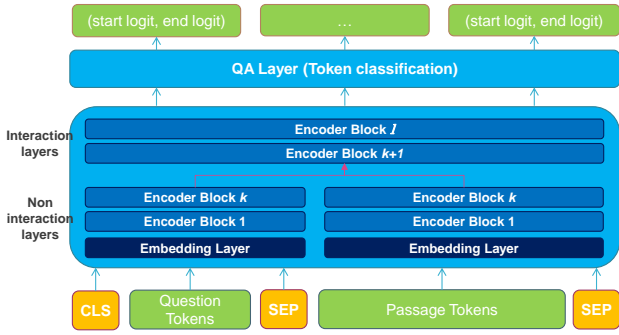 (start logit, end logit)
...
(start logit, end logit)
QA Layer (Token classification)
Interaction
layers
Encoder Block l
Encoder Block k+1
Non
interaction
layers
Encoder Block k
Encoder Block k
Encoder Block 1
Encoder Block 1
Embedding Layer
Embedding Layer
CLS
Question
Tokens
SEP
Passage Tokens
SEP